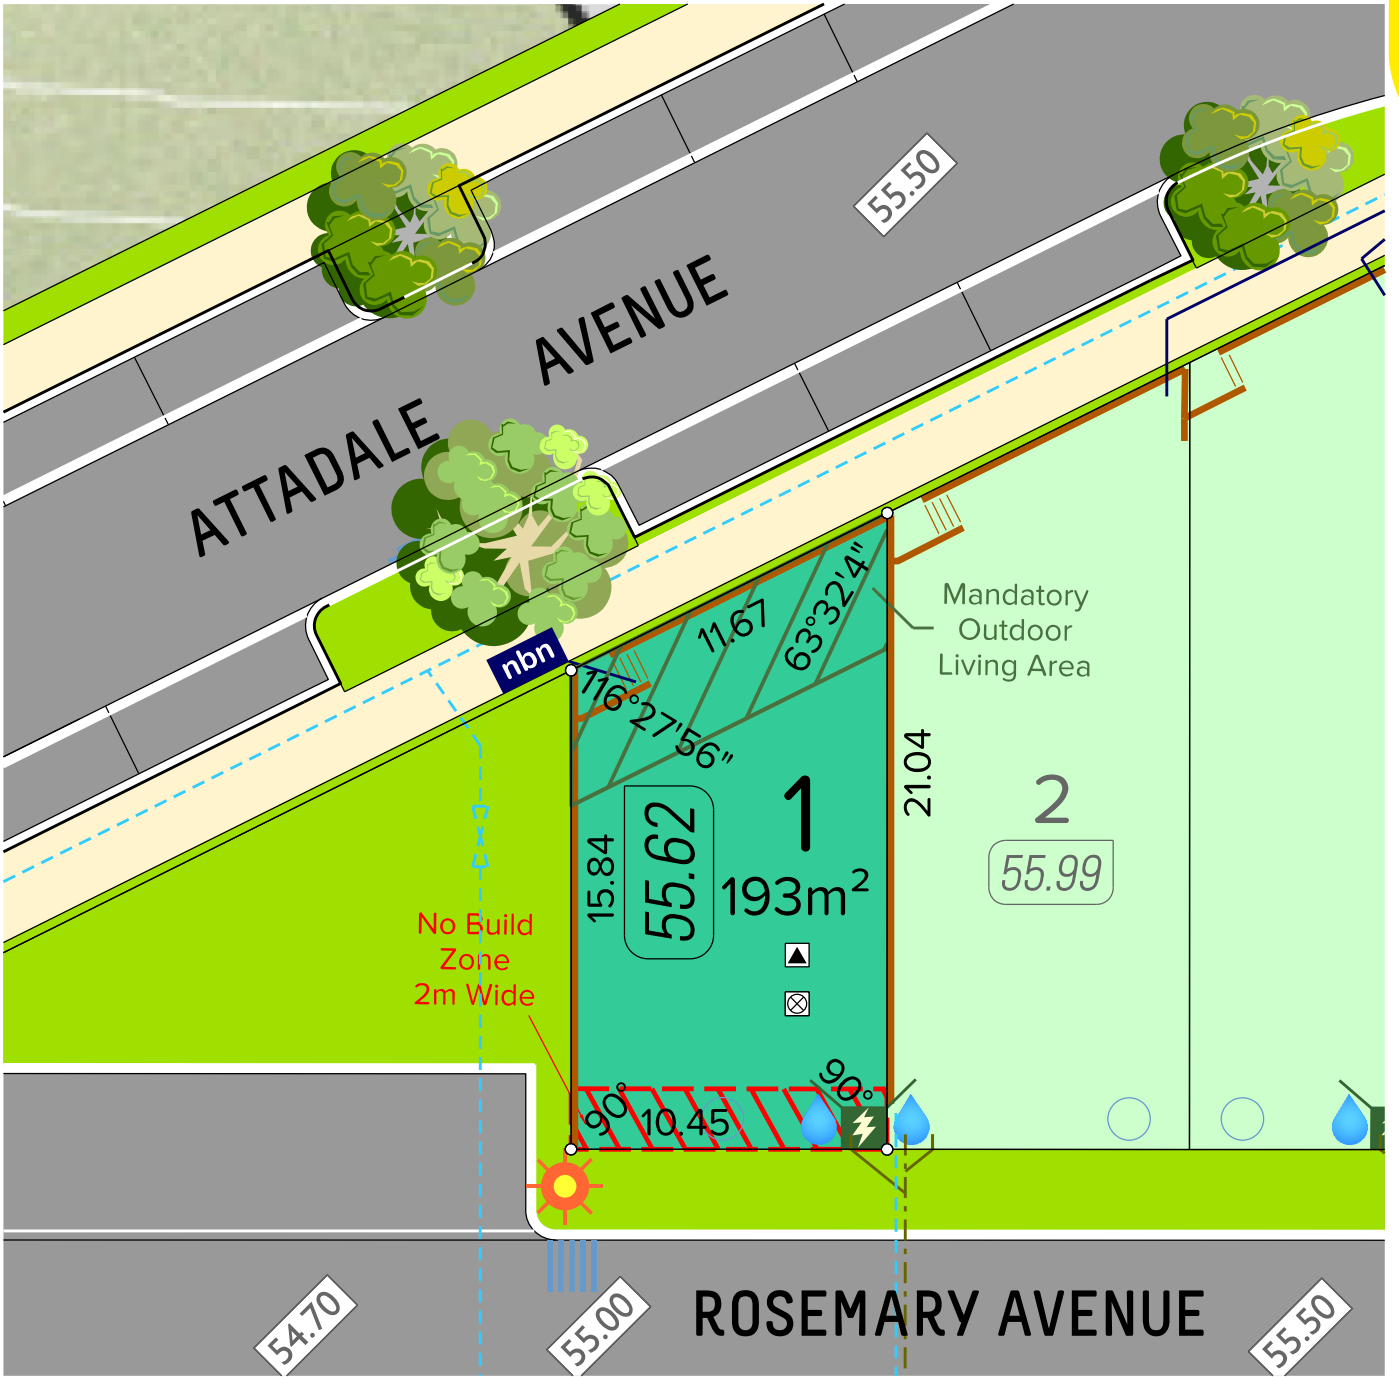 55.50
ATTADALE AVENUE
nbn
11.67
63°32'4"
116°27'56"
Mandatory
Outdoor
Living Area
21.04
15.84
55.62
1
193m²
2
55.99
No Build
Zone
2m Wide
90°
10.45
90°
54.70
55.00
ROSEMARY AVENUE
55.50